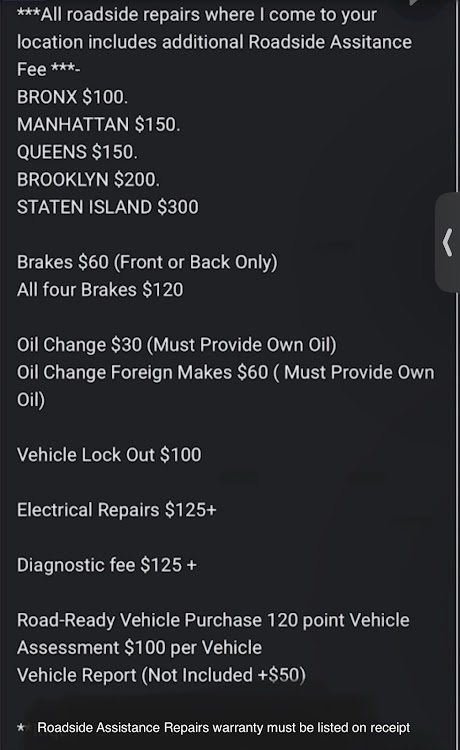 ***All roadside repairs where I come to your
location includes additional Roadside Assitance
Fee ***-
BRONX $100.
MANHATTAN $150.
QUEENS $150.
BROOKLYN $200.
STATEN ISLAND $300
Brakes $60 (Front or Back Only)
All four Brakes $120
Oil Change $30 (Must Provide Own Oil)
Oil Change Foreign Makes $60 ( Must Provide Own
Oil)
Vehicle Lock Out $100
Electrical Repairs $125+
Diagnostic fee $125 +
Road-Ready Vehicle Purchase 120 point Vehicle
Assessment $100 per Vehicle
Vehicle Report (Not Included +$50)
* Roadside Assistance Repairs warranty must be listed on receipt